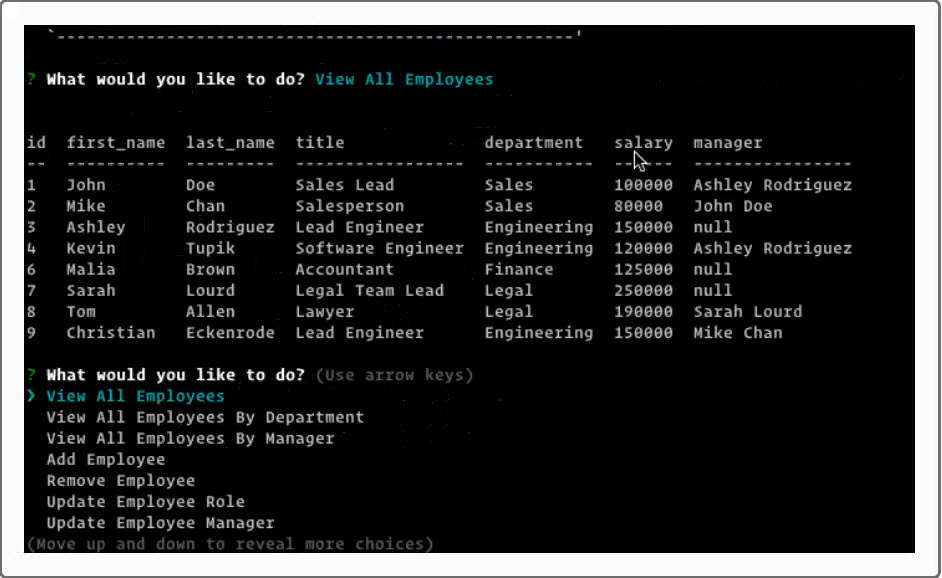 ? What would you like to do? View All Employees
id first_name last_name title department salary manager
-- ---------- --------- ----------------- ----------- ------ ----------------
1 John Doe Sales Lead Sales 100000 Ashley Rodriguez
2 Mike Chan Salesperson Sales 80000 John Doe
3 Ashley Rodriguez Lead Engineer Engineering 150000 null
4 Kevin Tupik Software Engineer Engineering 120000 Ashley Rodriguez
6 Malia Brown Accountant Finance 125000 null
7 Sarah Lourd Legal Team Lead Legal 250000 null
8 Tom Allen Lawyer Legal 190000 Sarah Lourd
9 Christian Eckenrode Lead Engineer Engineering 150000 Mike Chan
? What would you like to do? (Use arrow keys)
❯ View All Employees
View All Employees By Department
View All Employees By Manager
Add Employee
Remove Employee
Update Employee Role
Update Employee Manager
(Move up and down to reveal more choices)